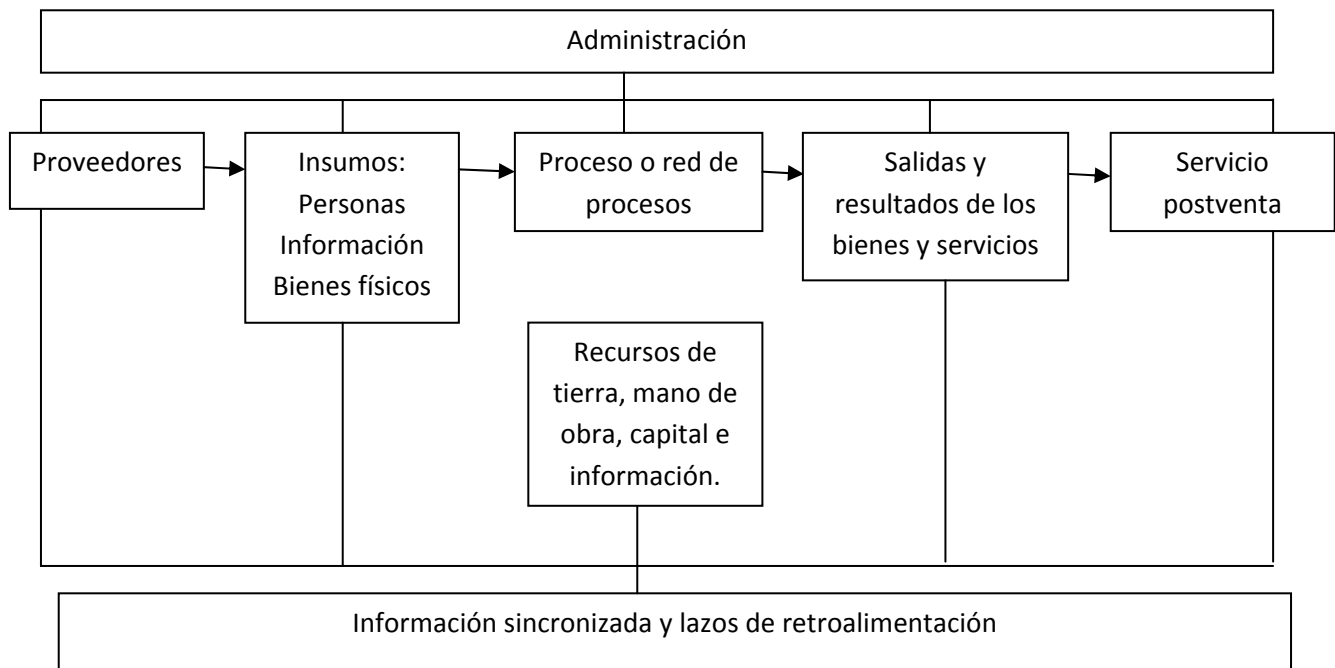 Administración
Proveedores
Insumos:
Personas
Información
Bienes físicos
Proceso o red de
procesos
Salidas y
resultados de los
bienes y servicios
Servicio
postventa
Recursos de
tierra, mano de
obra, capital e
información.
Información sincronizada y lazos de retroalimentación